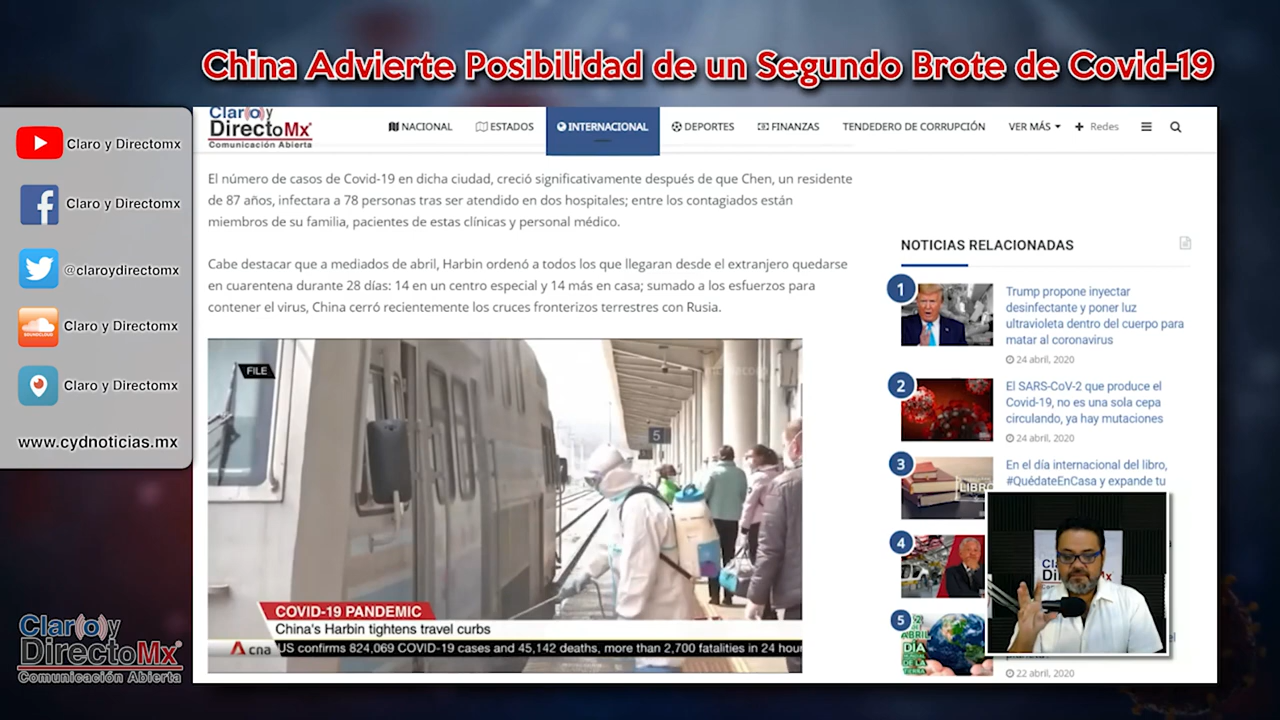 China Advierte Posibilidad de un Segundo Brote de Covid-19
Claro y Directomx
Claro y Directomx
@claroydirectomx
SOUNDCLOUD
Claro y Directomx
Claro y Directomx
www.cydnoticias.mx
Claro y
DirectoMx
Comunicación Abierta
Claro y
DirectoMx
Comunicación Abierta
NACIONAL
ESTADOS
INTERNACIONAL
DEPORTES
FINANZAS
TENDEDERO DE CORRUPCIÓN
VER MÁS
Redes
El número de casos de Covid-19 en dicha ciudad, creció significativamente después de que Chen, un residente
de 87 años, infectara a 78 personas tras ser atendido en dos hospitales; entre los contagiados están
miembros de su familia, pacientes de estas clínicas y personal médico.
Cabe destacar que a mediados de abril, Harbin ordenó a todos los que llegaran desde el extranjero quedarse
en cuarentena durante 28 días: 14 en un centro especial y 14 más en casa; sumado a los esfuerzos para
contener el virus, China cerró recientemente los cruces fronterizos terrestres con Rusia.
FILE
5
COVID-19 PANDEMIC
China's Harbin tightens travel curbs
cna
US confirms 824,069 COVID-19 cases and 45,142 deaths, more than 2,700 fatalities in 24 hour
NOTICIAS RELACIONADAS
1
Trump propone inyectar
desinfectante y poner luz
ultravioleta dentro del cuerpo para
matar al coronavirus
24 abril, 2020
2
El SARS-CoV-2 que produce el
Covid-19, no es una sola cepa
circulando, ya hay mutaciones
24 abril, 2020
3
LIBRO
En el día internacional del libro,
#QuédateEnCasa y expande tu
4
5
ABRIL
DÍA
MUNDIAL
DE LA
TIERRA
22 abril, 2020